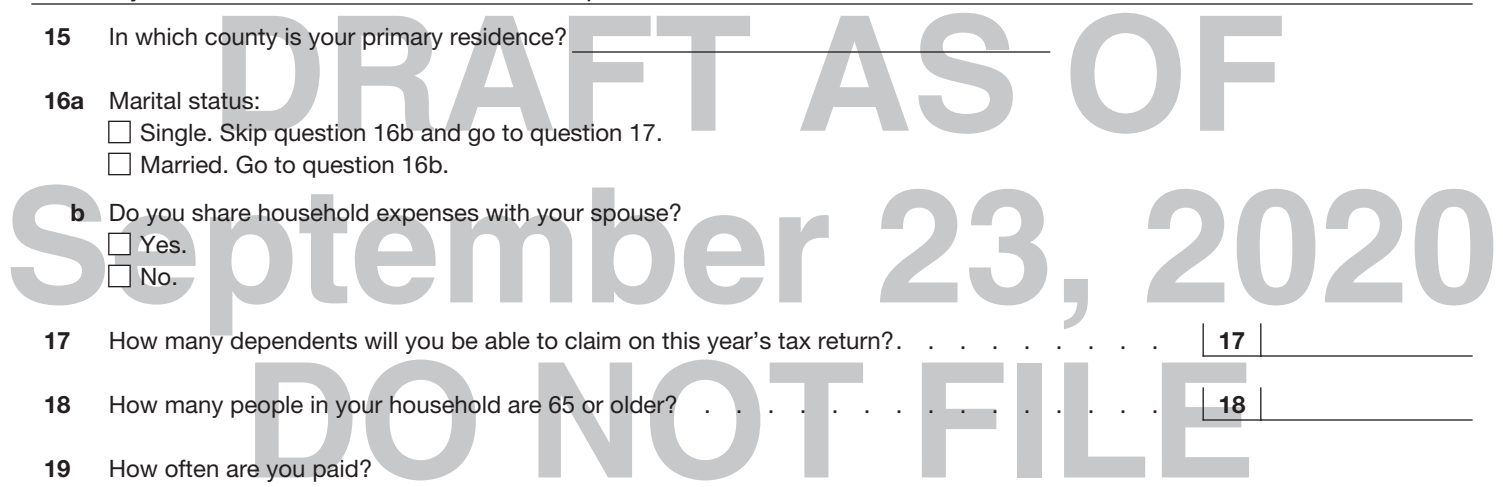 15 In which county is your primary residence?
16a Marital status:
Single. Skip question 16b and go to question 17.
Married. Go to question 16b.
b Do you share household expenses with your spouse?
Yes.
No.
17 How many dependents will you be able to claim on this year’s tax return? . . . . . . . . . 17
18 How many people in your household are 65 or older? . . . . . . . . . . . . . . . 18
19 How often are you paid?
DRAFT AS OF
September 23, 2020
DO NOT FILE